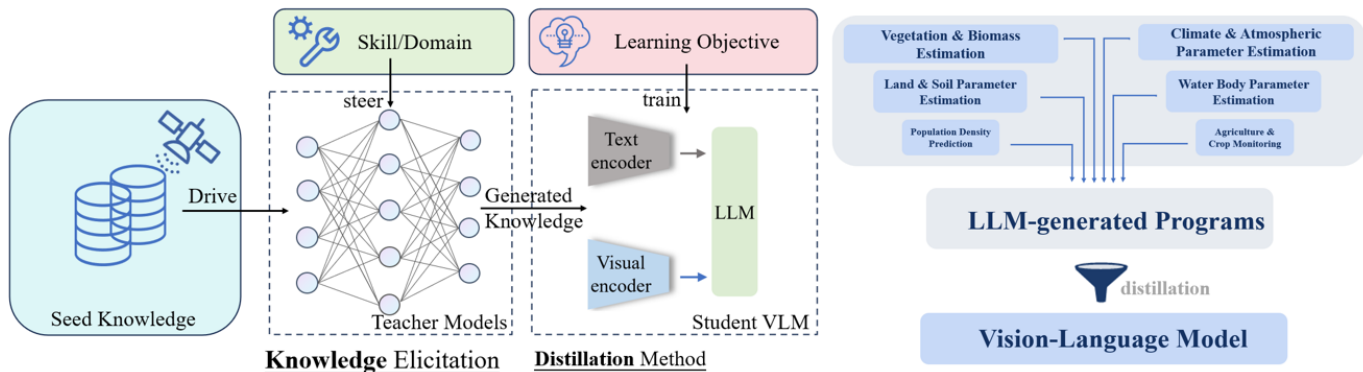 Skill/Domain
Learning Objective
steer
train
Seed Knowledge
Drive
Teacher Models
Generated
Knowledge
Text
encoder
Visual
encoder
LLM
Student VLM
Knowledge Elicitation
Distillation Method
Vegetation & Biomass
Estimation
Climate & Atmospheric
Parameter Estimation
Land & Soil Parameter
Estimation
Water Body Parameter
Estimation
Population Density
Prediction
Agriculture &
Crop Monitoring
LLM-generated Programs
distillation
Vision-Language Model